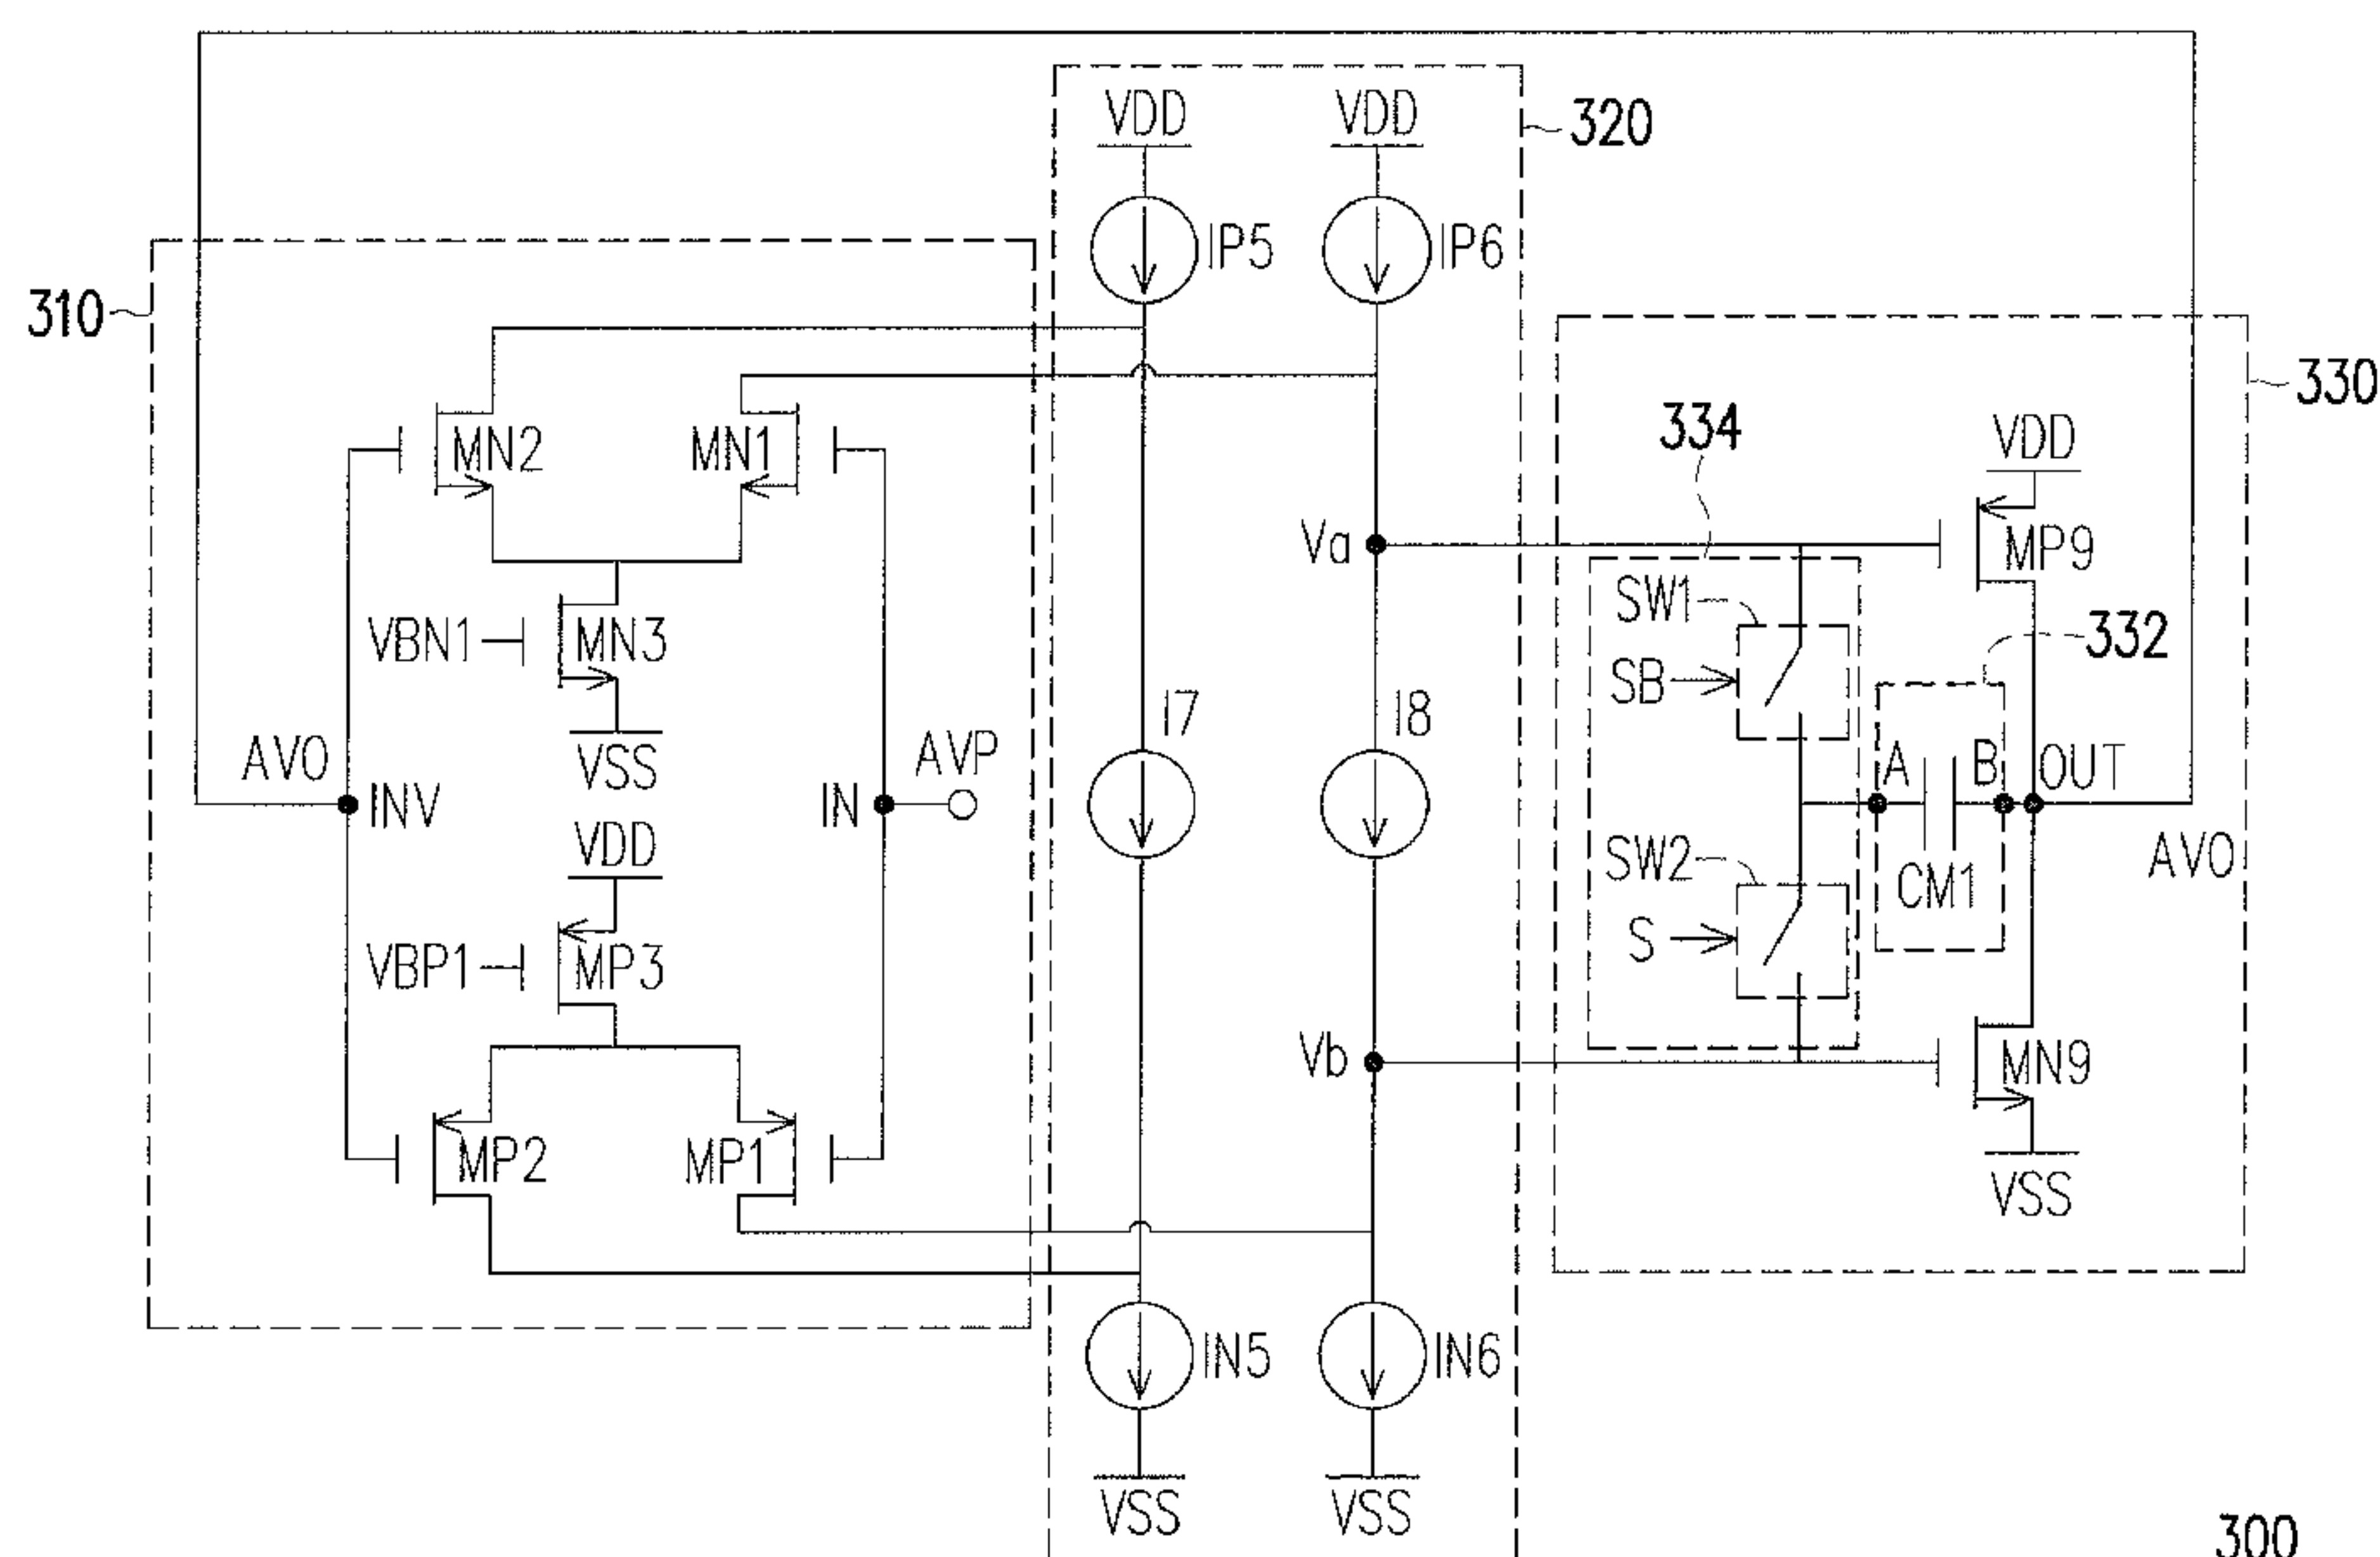 VDD
VDD
320
IP5
IP6
310
330
334
VDD
MN2
MN1
Va
MP9
SW1
332
VBN1
MN3
SB
I7
I8
AVO
VSS
AVP
A
B
OUT
INV
IN
VDD
SW2
CM1
AVO
VBP1
MP3
S
Vb
MN9
MP2
MP1
VSS
IN5
IN6
VSS
VSS
300